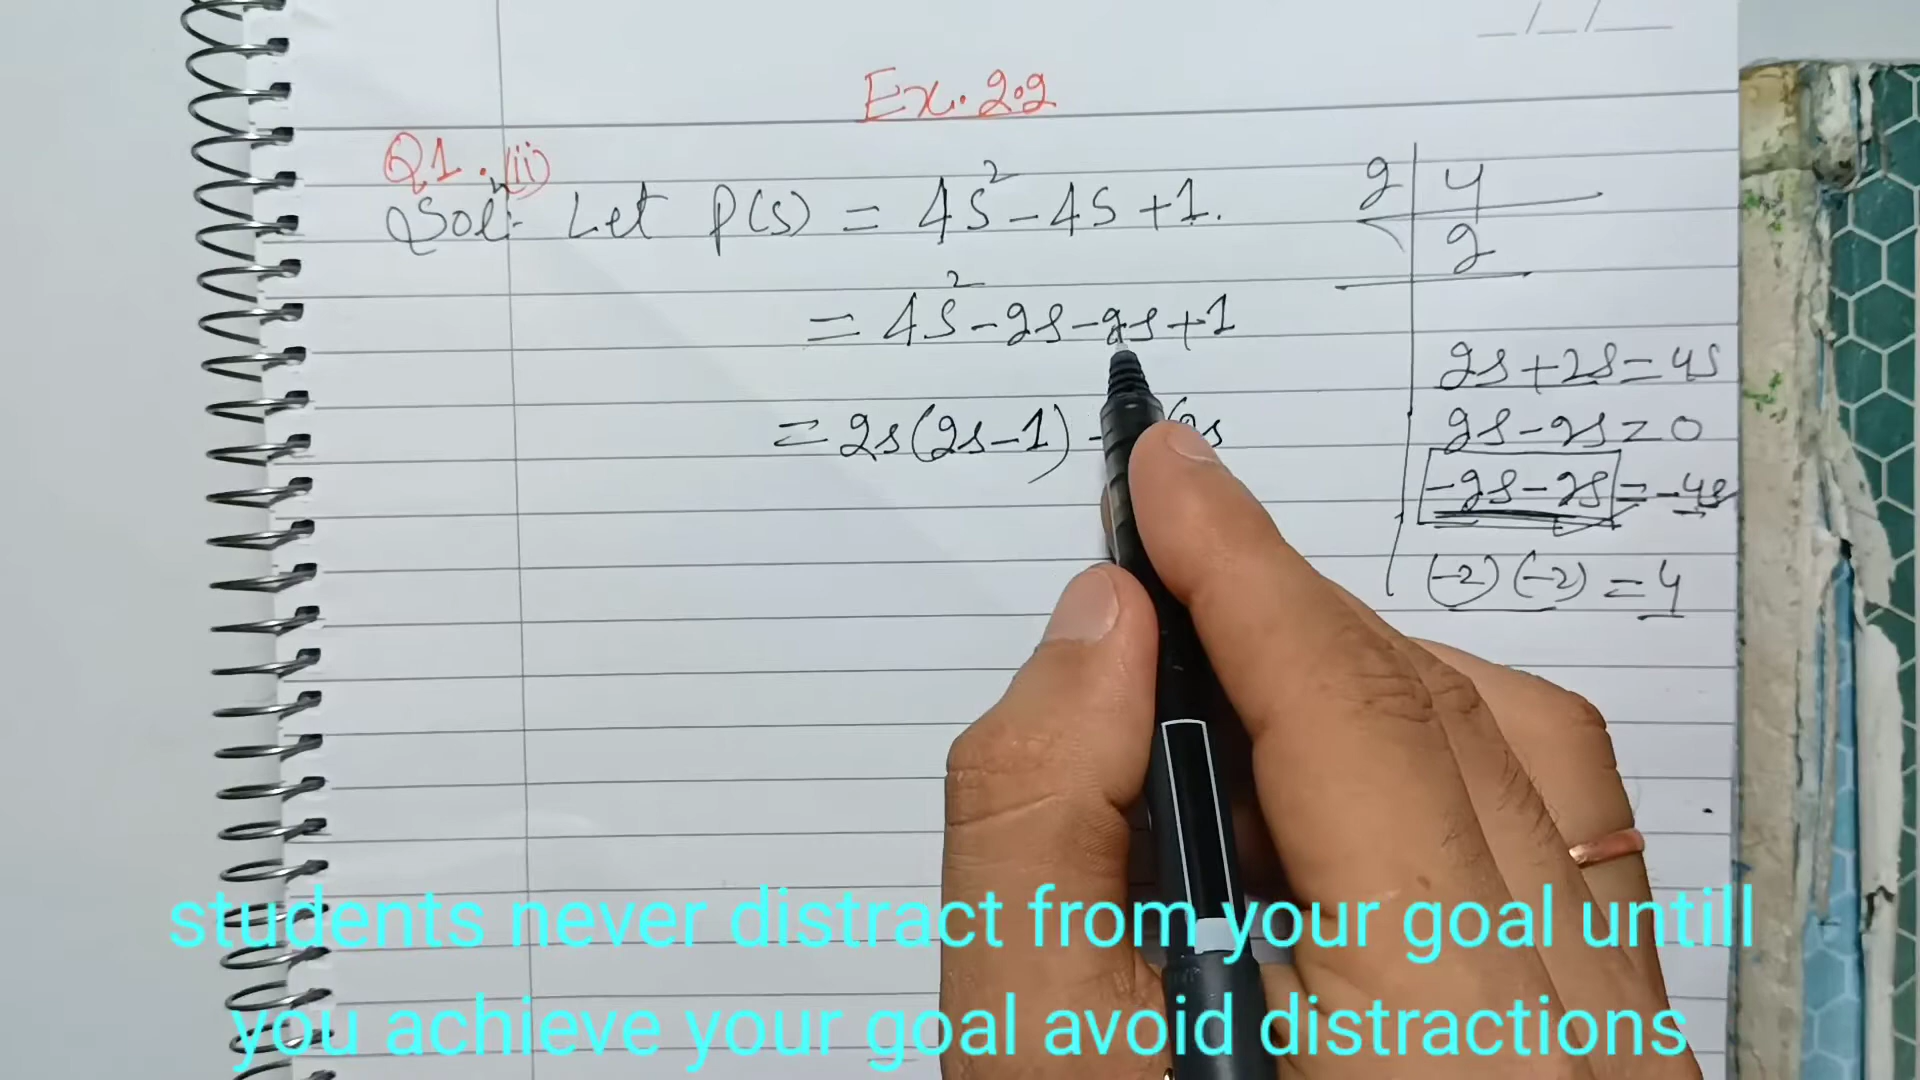 Ex. 2.2
Q1. (ii)
Sol:- Let P(s) = 4s² - 4s + 1.
= 4s² - 2s - 2s + 1
= 2s(2s - 1) - (2s
2 | 4
2
2s + 2s = 4s
2s - 2s = 0
-2s - 2s = -4s
(-2) (-2) = 4
students never distract from your goal untill
you achieve your goal avoid distractions